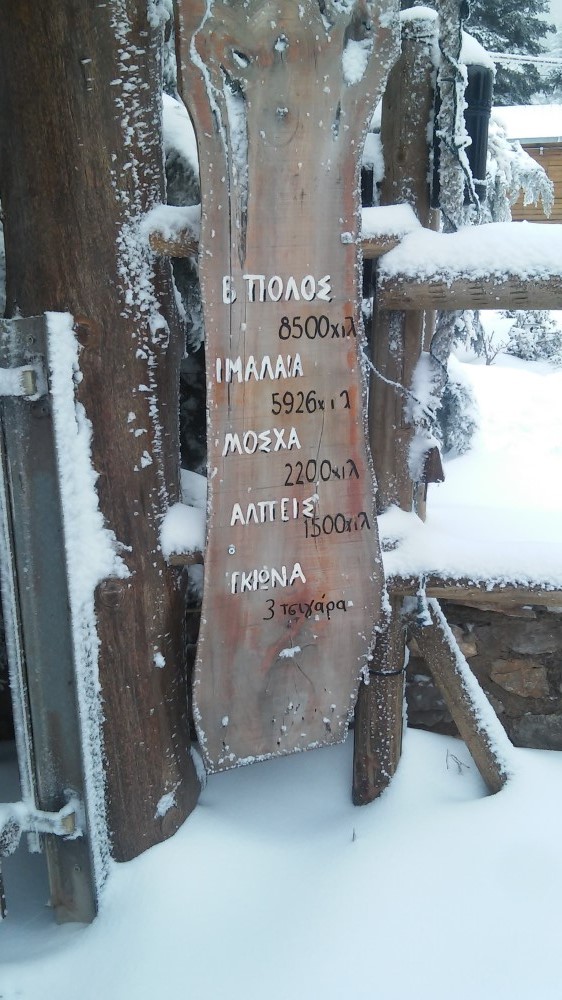 Β ΠΟΛΟΣ
8500χιλ
ΙΜΑΛΑΙΑ
5926χιλ
ΜΟΣΧΑ
2200χιλ
ΑΛΠΕΙΣ
1500χιλ
ΓΚΙΩΝΑ
3 τσιγάρα